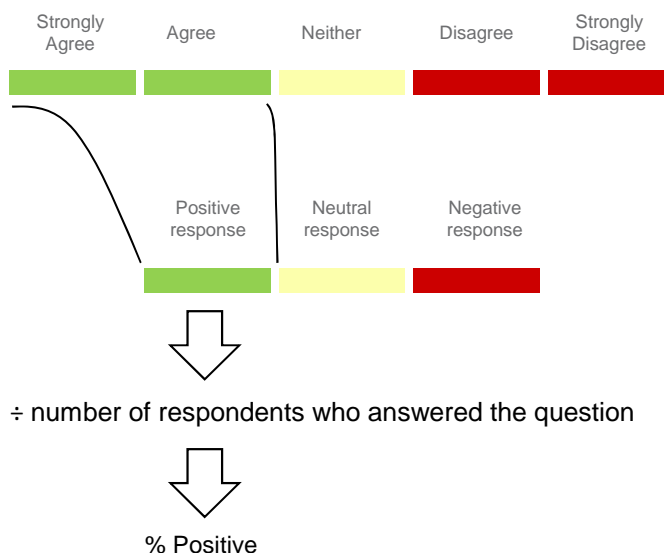 Strongly
Agree
Agree
Neither
Disagree
Strongly
Disagree
Positive
response
Neutral
response
Negative
response
÷ number of respondents who answered the question
% Positive